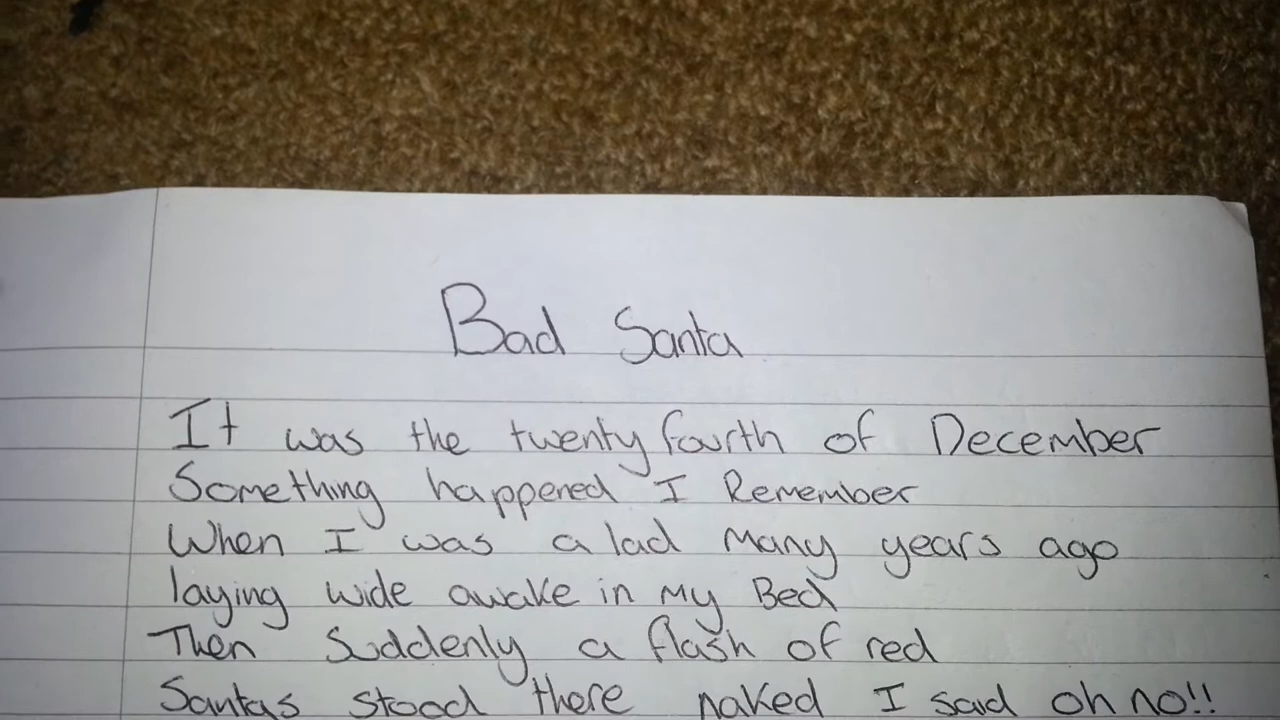 Bad Santa
It was the twenty fourth of December
Something happened I Remember
When I was a lad Many years ago
laying wide awake in My Bed
Then Suddenly a flash of red
Santas stood there naked I said oh no!!